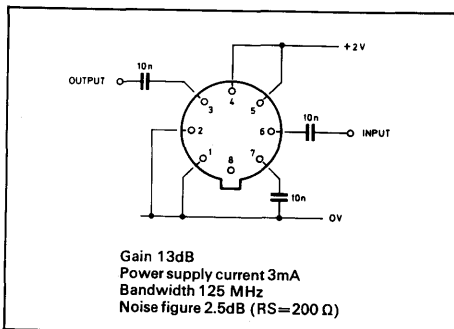 +2V
10n
OUTPUT
4
3
5
10n
2
6
INPUT
1
7
8
10n
0V
Gain 13dB
Power supply current 3mA
Bandwidth 125 MHz
Noise figure 2.5dB (RS=200 Ω)